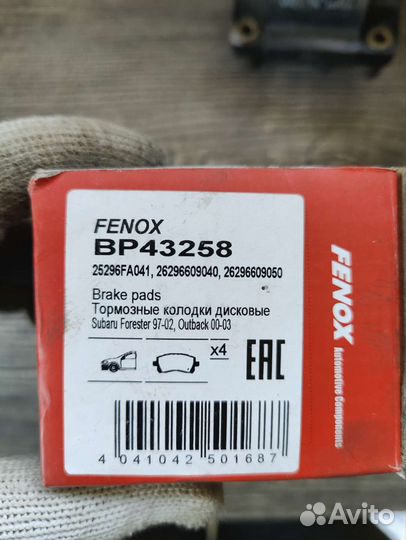 FENOX
BP43258
25296FA041, 26296609040, 26296609050
Brake pads
Тормозные колодки дисковые
Subaru Forester 97-02, Outback 00-03
x4
EAC
4 041042 501687
FENOX
Automotive Components
Avito